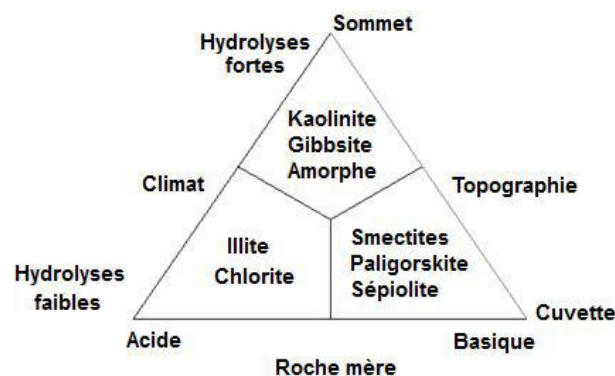 Sommet
Hydrolyses
fortes
Kaolinite
Gibbsite
Amorphe
Climat
Topographie
Illite
Chlorite
Smectites
Paligorskite
Sépiolite
Hydrolyses
faibles
Cuvette
Acide
Basique
Roche mère